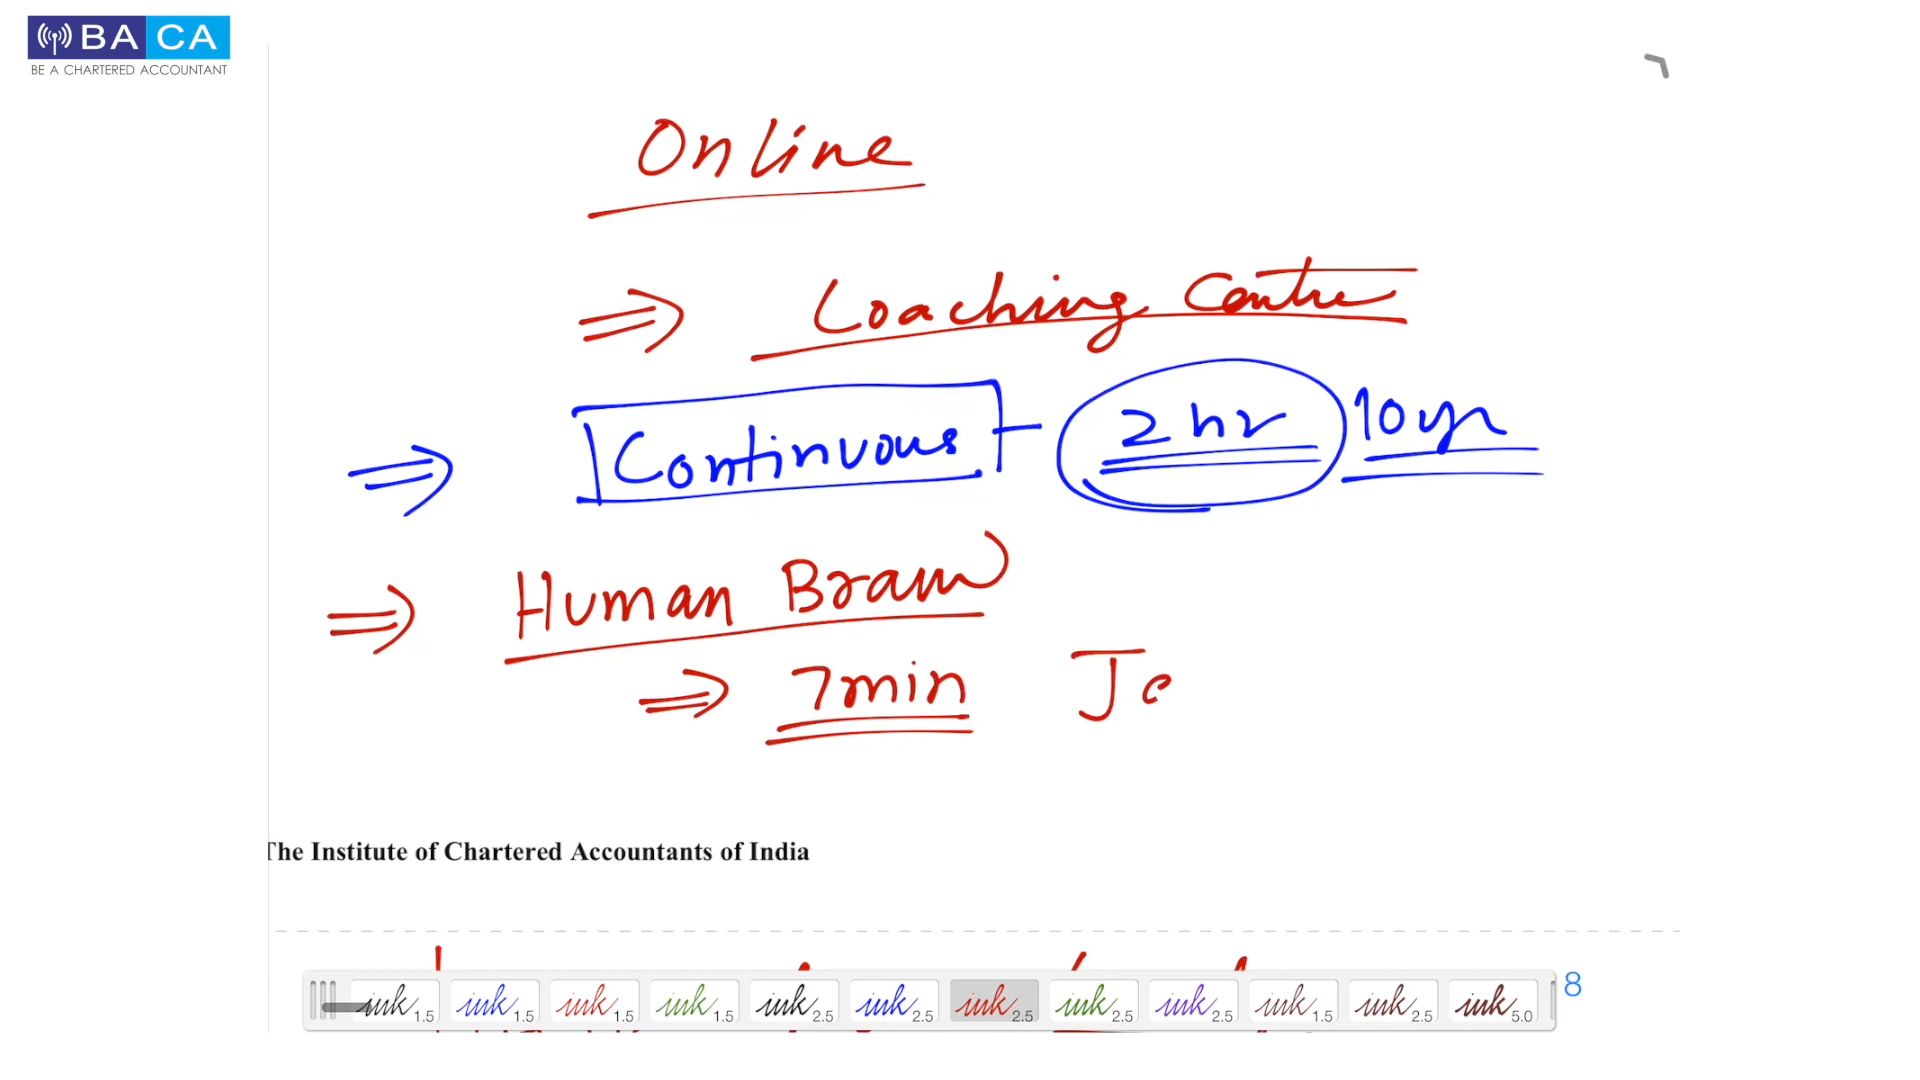 BA CA
BE A CHARTERED ACCOUNTANT
Online
⇒ Coaching Centre
⇒ Continuous - 2 hr 10 yr
⇒ Human Brain
⇒ 7 min Je
The Institute of Chartered Accountants of India
ink 1.5 ink 1.5 ink 1.5 ink 1.5 ink 2.5 ink 2.5 ink 2.5 ink 2.5 ink 2.5 ink 1.5 ink 2.5 ink 5.0
8